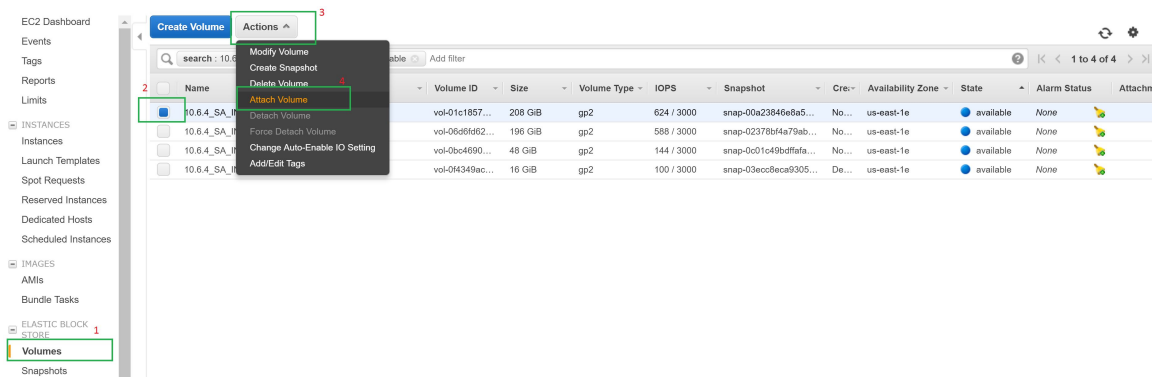 EC2 Dashboard
Events
Tags
Reports
Limits
INSTANCES
Instances
Launch Templates
Spot Requests
Reserved Instances
Dedicated Hosts
Scheduled Instances
IMAGES
AMIs
Bundle Tasks
ELASTIC BLOCK
STORE
1
Volumes
Snapshots
Create Volume Actions 3
search : 10.6 able Add filter 1 to 4 of 4
Modify Volume
Create Snapshot
Delete Volume 4
Attach Volume
Detach Volume
Force Detach Volume
Change Auto-Enable IO Setting
Add/Edit Tags
2 Name Volume ID Size Volume Type IOPS Snapshot Cre Availability Zone State Alarm Status Attachm
10.6.4_SA_IN vol-01c1857... 208 GiB gp2 624 / 3000 snap-00a23846e8a5... No... us-east-1e available None
10.6.4_SA_IN vol-06d6fd62... 196 GiB gp2 588 / 3000 snap-02378bf4a79ab... No... us-east-1e available None
10.6.4_SA_IN vol-0bc4690... 48 GiB gp2 144 / 3000 snap-0c01c49bdffafa... No... us-east-1e available None
10.6.4_SA_IN vol-0f4349ac... 16 GiB gp2 100 / 3000 snap-03ecc8eca9305... De... us-east-1e available None